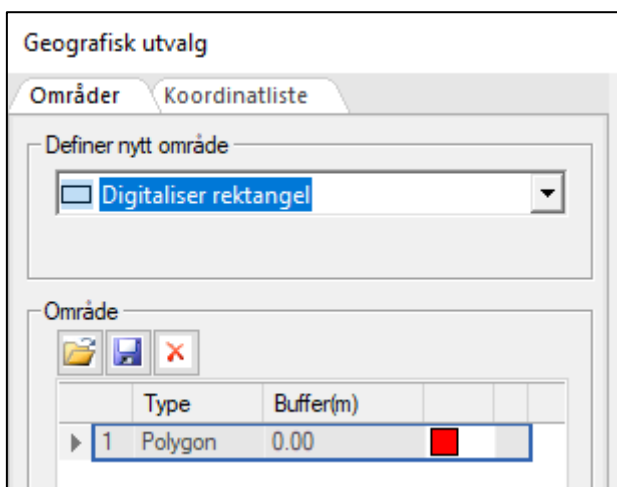 Geografisk utvalg
Områder Koordinatliste
Definer nytt område
Digitaliser rektangel
Område
Type Buffer(m)
1 Polygon 0.00